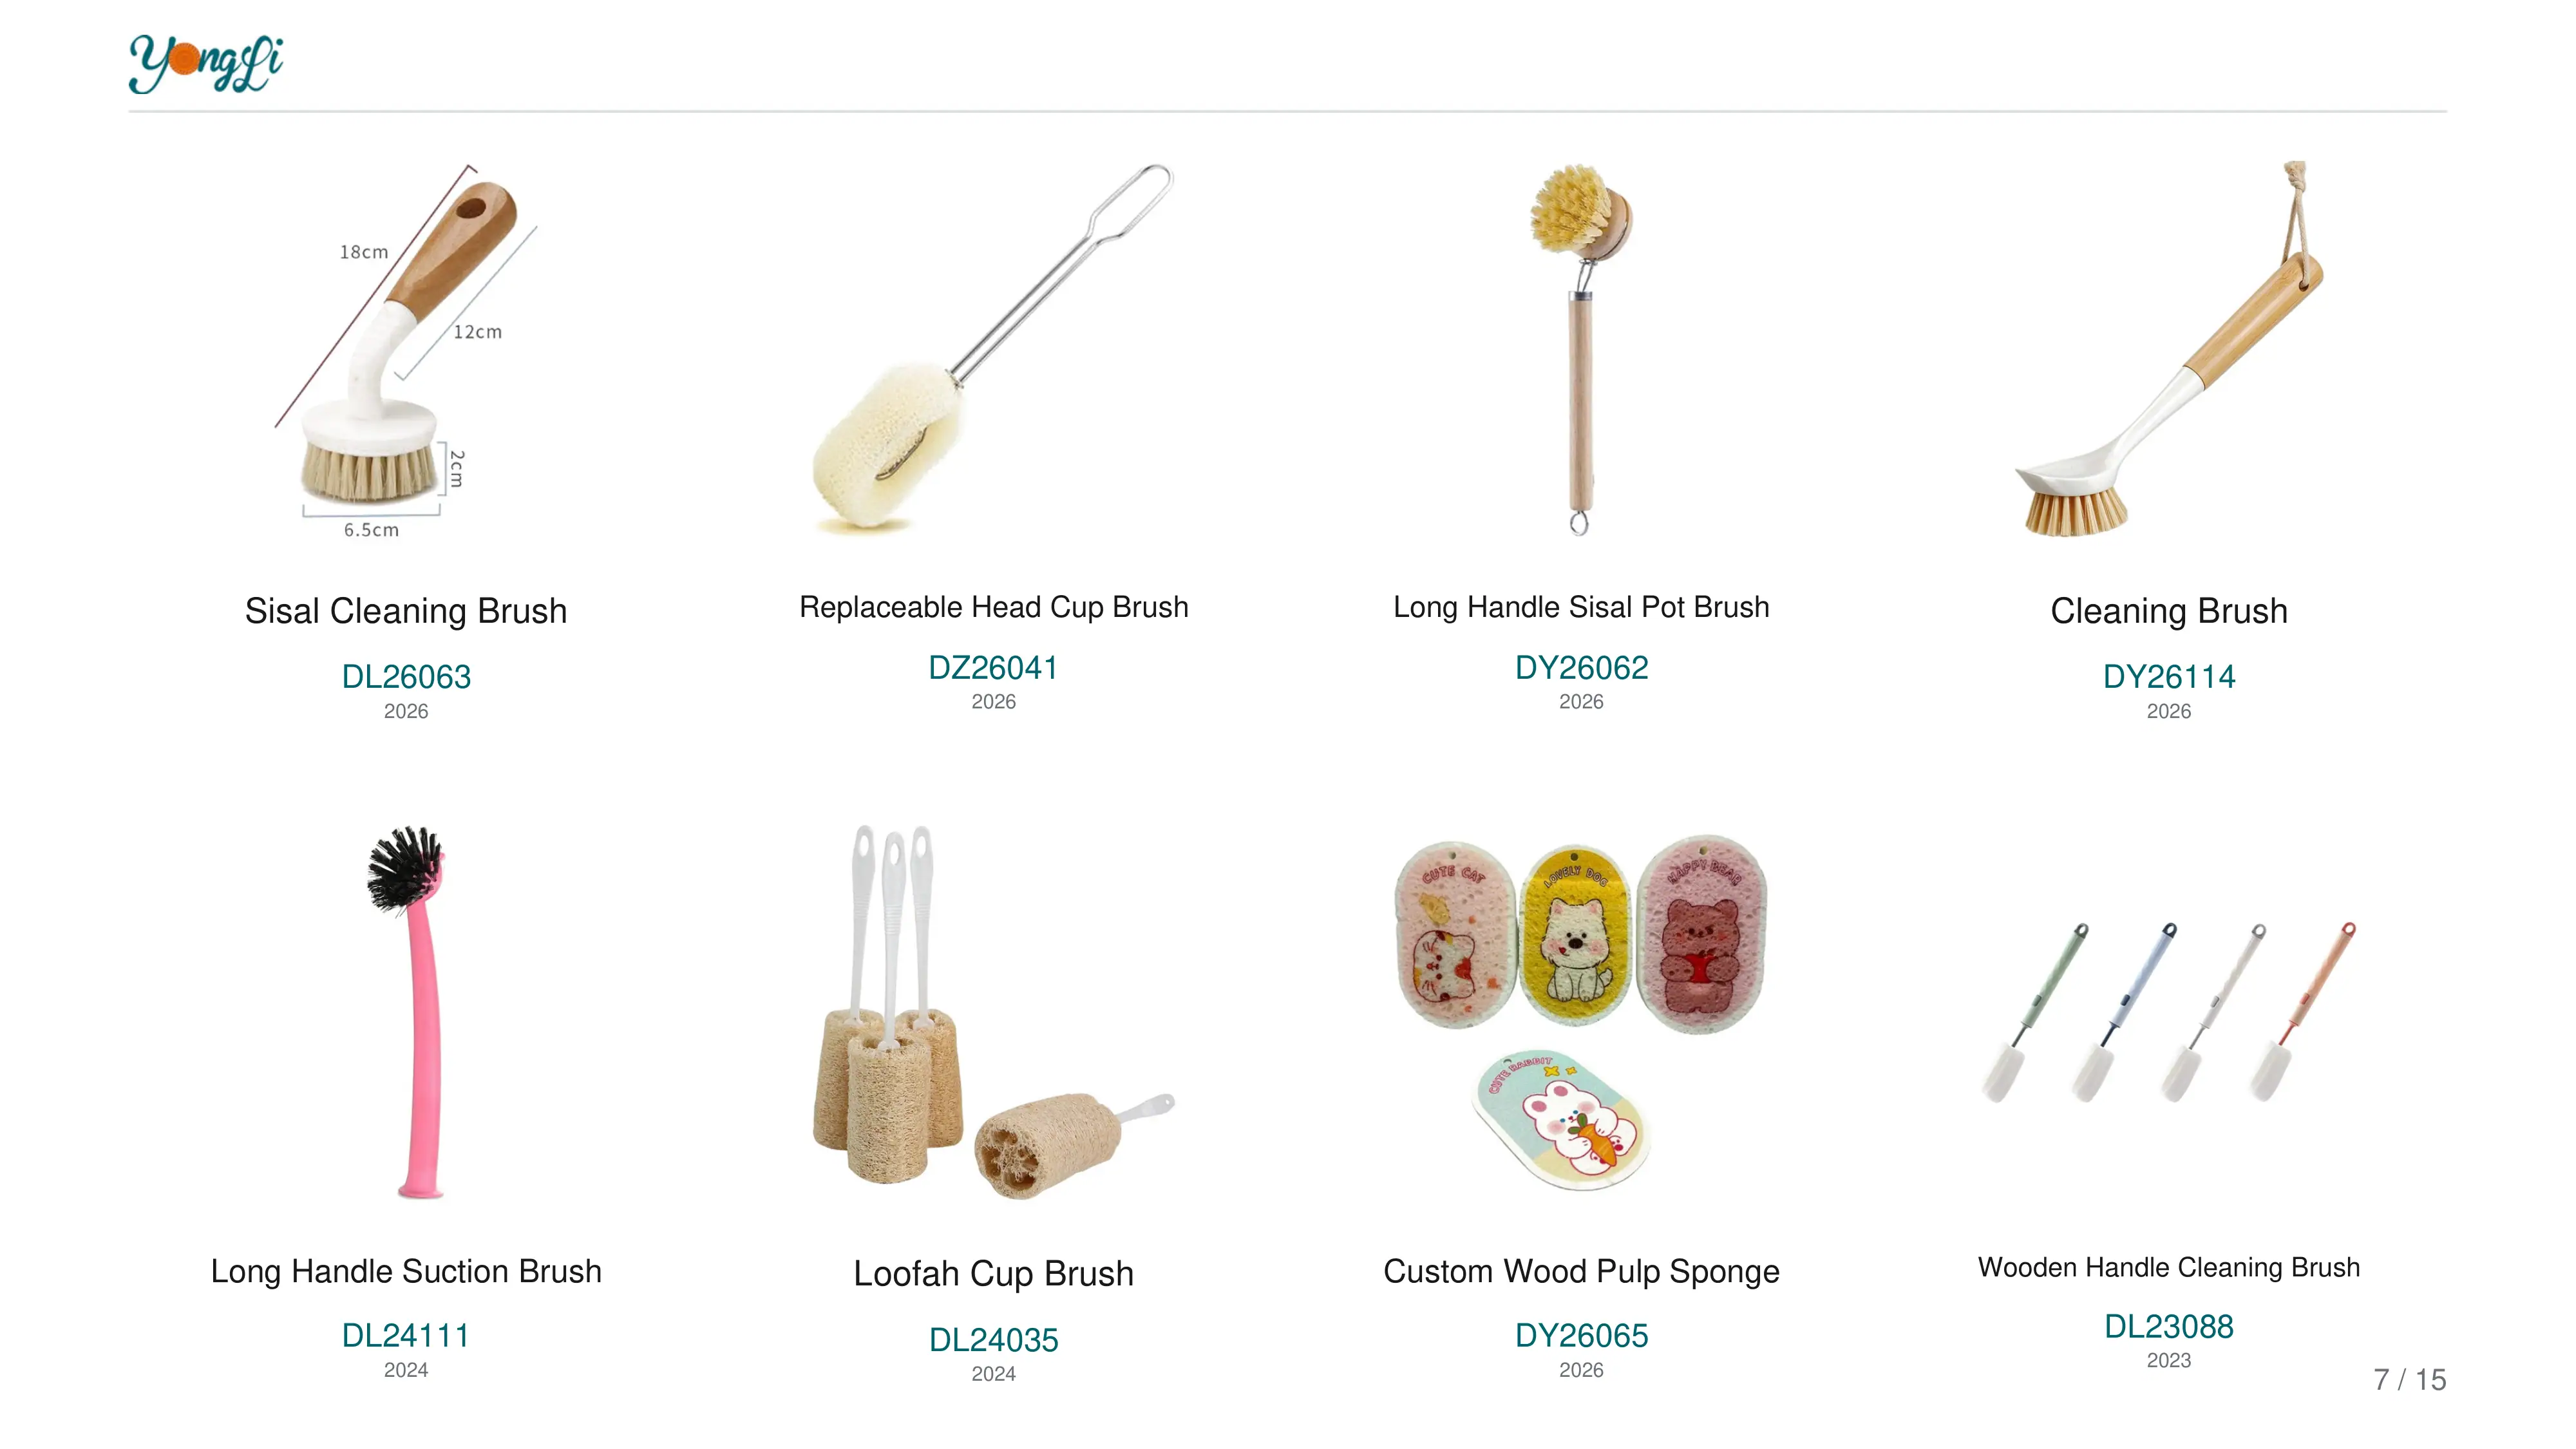 YongLi
18cm
12cm
2cm
6.5cm
Sisal Cleaning Brush
DL26063
2026
Replaceable Head Cup Brush
DZ26041
2026
Long Handle Sisal Pot Brush
DY26062
2026
Cleaning Brush
DY26114
2026
Long Handle Suction Brush
DL24111
2024
Loofah Cup Brush
DL24035
2024
CUTE CAT
LOVELY DOG
HAPPY BEAR
CUTE RABBIT
Custom Wood Pulp Sponge
DY26065
2026
Wooden Handle Cleaning Brush
DL23088
2023
7 / 15